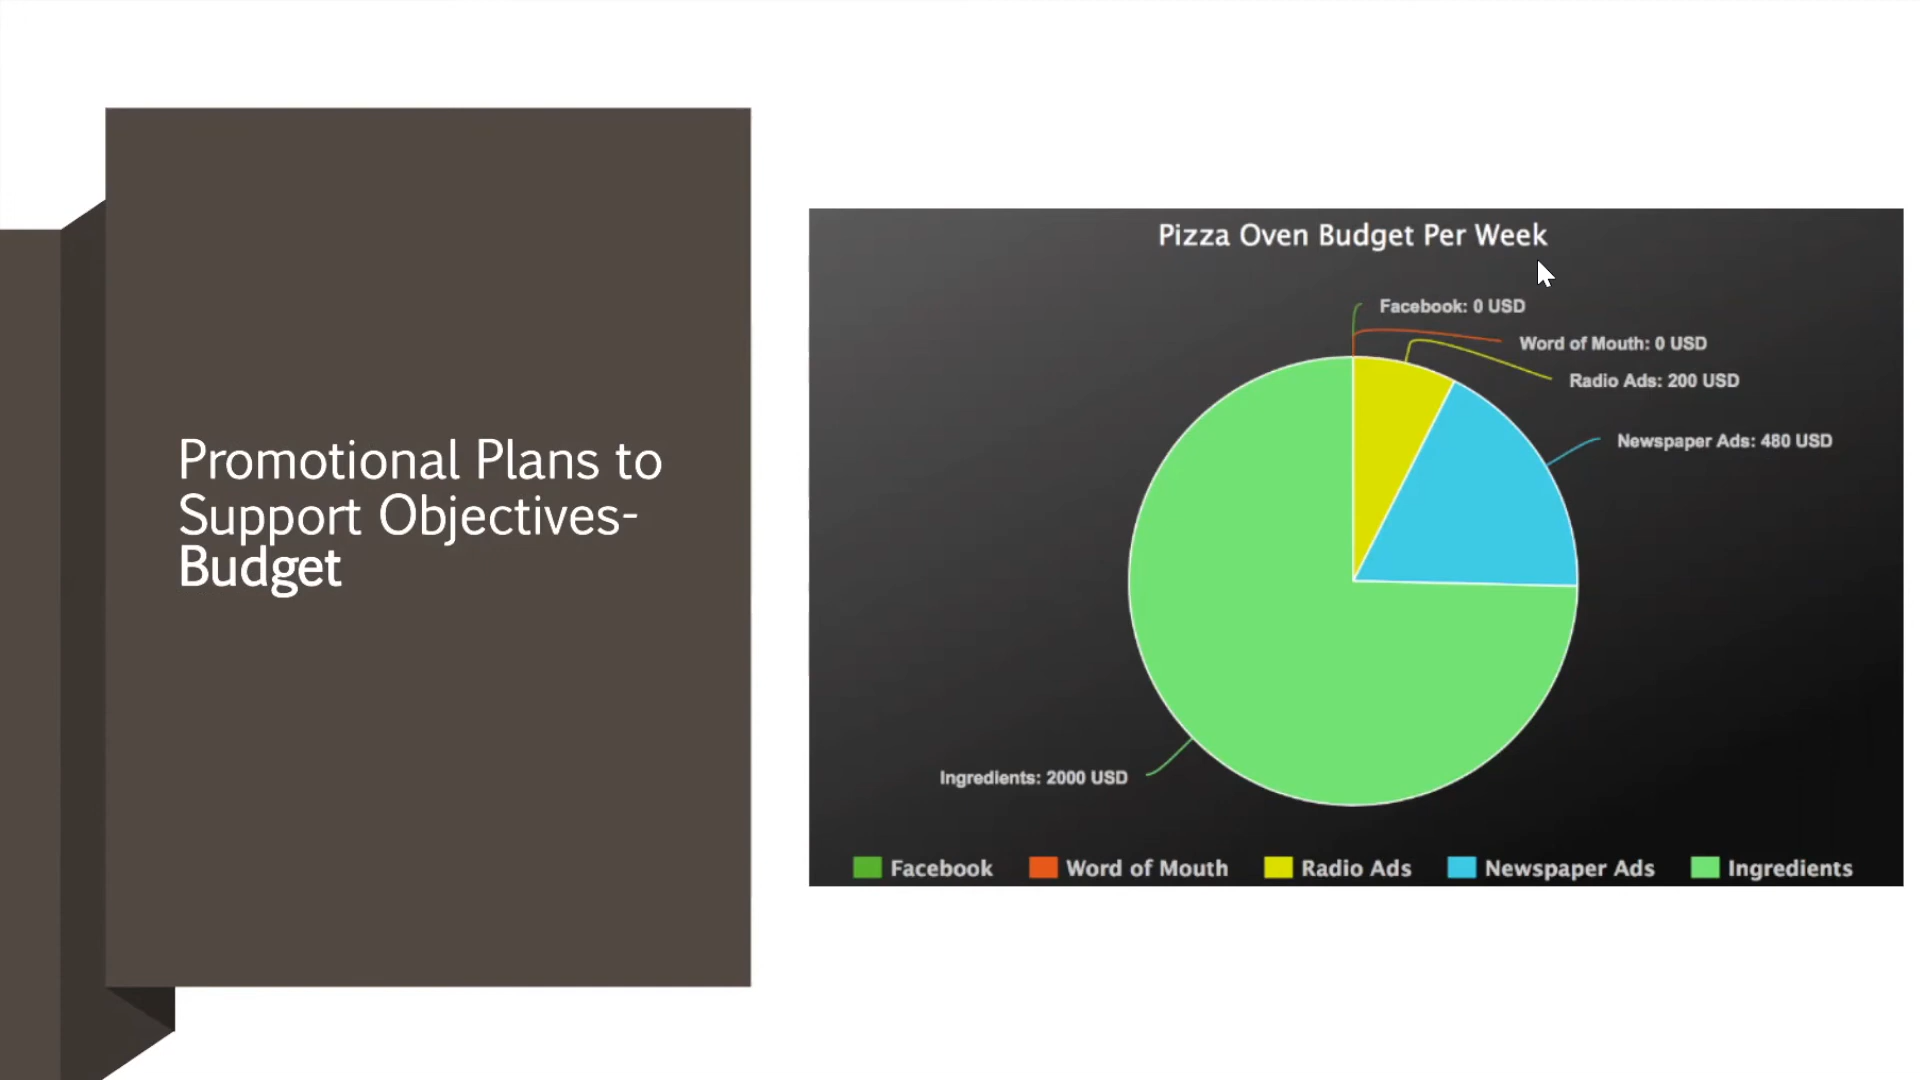 Promotional Plans to
Support Objectives-
Budget
Pizza Oven Budget Per Week
Facebook: 0 USD
Word of Mouth: 0 USD
Radio Ads: 200 USD
Newspaper Ads: 480 USD
Ingredients: 2000 USD
Facebook Word of Mouth Radio Ads Newspaper Ads Ingredients